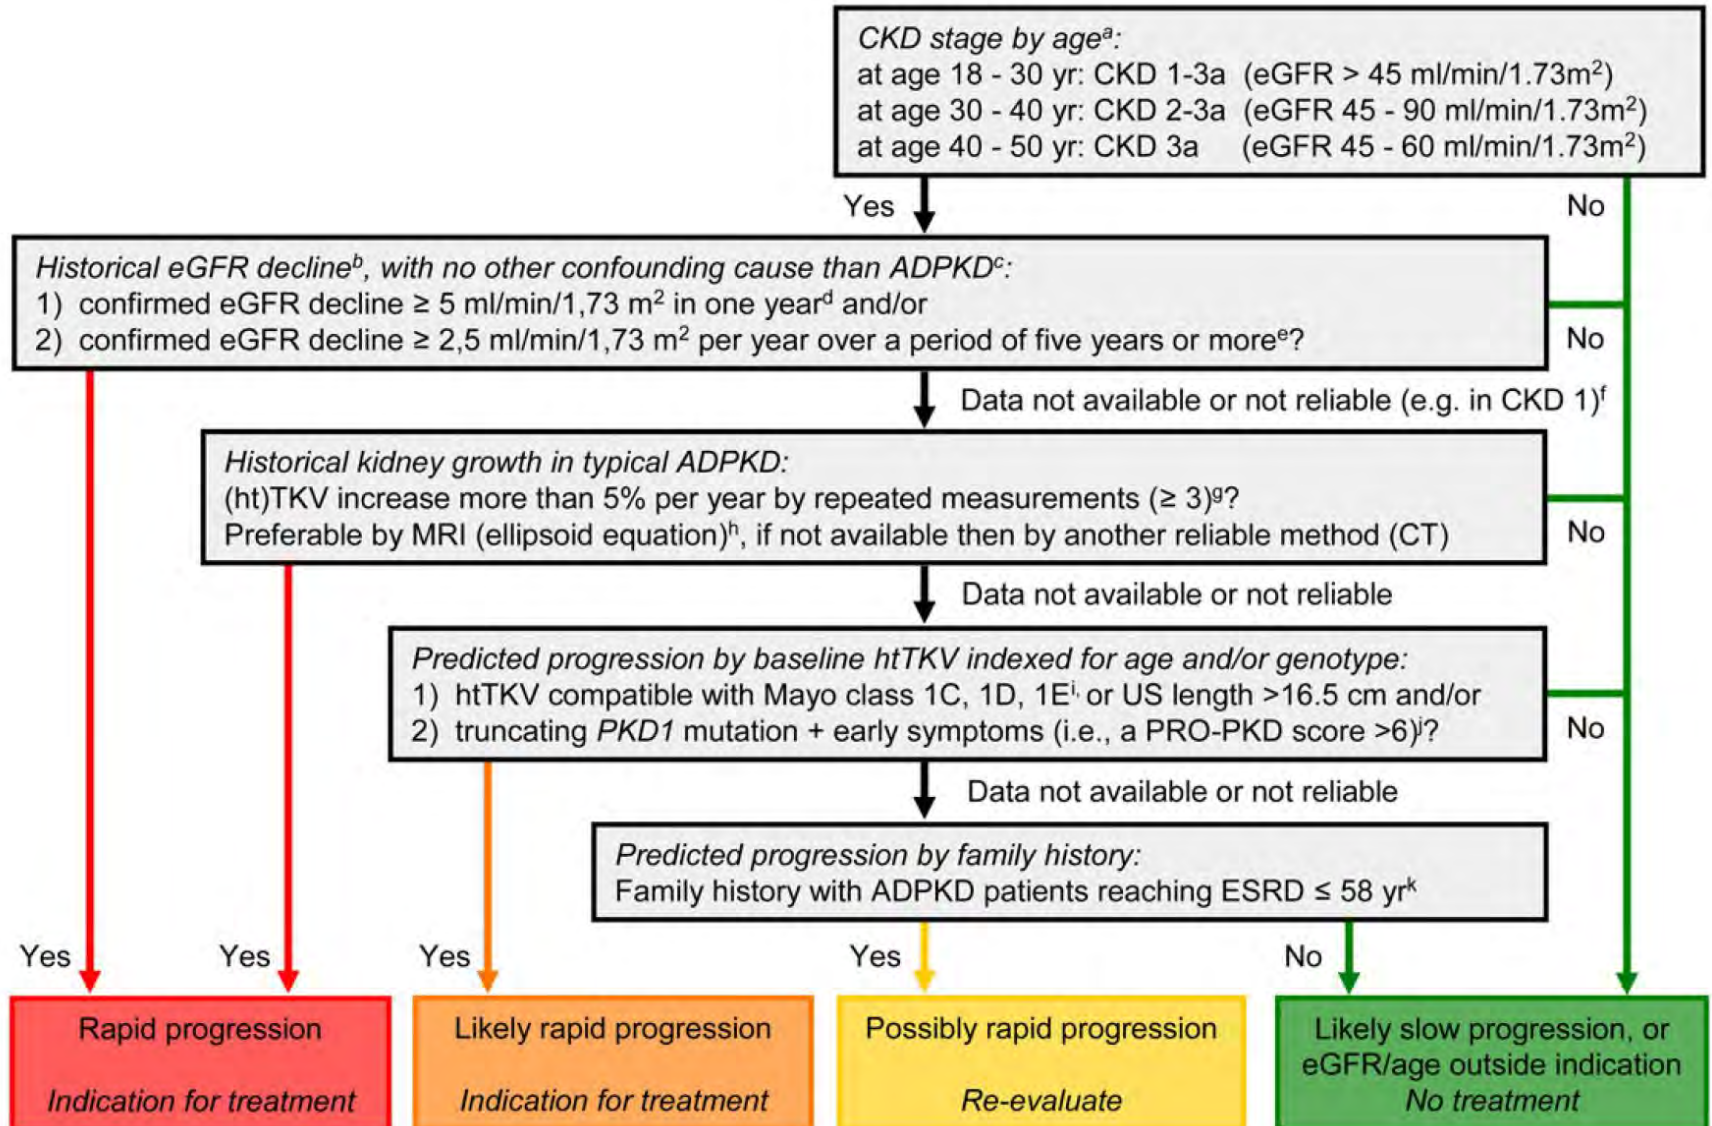 CKD stage by ageᵃ:
at age 18 - 30 yr: CKD 1-3a (eGFR > 45 ml/min/1.73m²)
at age 30 - 40 yr: CKD 2-3a (eGFR 45 - 90 ml/min/1.73m²)
at age 40 - 50 yr: CKD 3a (eGFR 45 - 60 ml/min/1.73m²)
Yes
No
Historical eGFR declineᵇ, with no other confounding cause than ADPKDᶜ:
1) confirmed eGFR decline ≥ 5 ml/min/1,73 m² in one yearᵈ and/or
2) confirmed eGFR decline ≥ 2,5 ml/min/1,73 m² per year over a period of five years or moreᵉ?
No
Data not available or not reliable (e.g. in CKD 1)ᶠ
Historical kidney growth in typical ADPKD:
(ht)TKV increase more than 5% per year by repeated measurements (≥ 3)ᵍ?
Preferable by MRI (ellipsoid equation)ʰ, if not available then by another reliable method (CT)
No
Data not available or not reliable
Predicted progression by baseline htTKV indexed for age and/or genotype:
1) htTKV compatible with Mayo class 1C, 1D, 1Eⁱ, or US length >16.5 cm and/or
2) truncating PKD1 mutation + early symptoms (i.e., a PRO-PKD score >6)ʲ?
No
Data not available or not reliable
Predicted progression by family history:
Family history with ADPKD patients reaching ESRD ≤ 58 yrᵏ
Yes
Yes
Yes
Yes
No
Rapid progression
Indication for treatment
Likely rapid progression
Indication for treatment
Possibly rapid progression
Re-evaluate
Likely slow progression, or
eGFR/age outside indication
No treatment